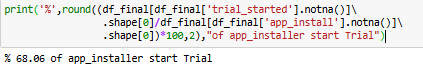 print('%',round((df_final[df_final['trial_started'].notna()]\
.shape[0]/df_final[df_final['app_install'].notna()]\
.shape[0])*100,2),"of app_installer start Trial")
% 68.06 of app_installer start Trial